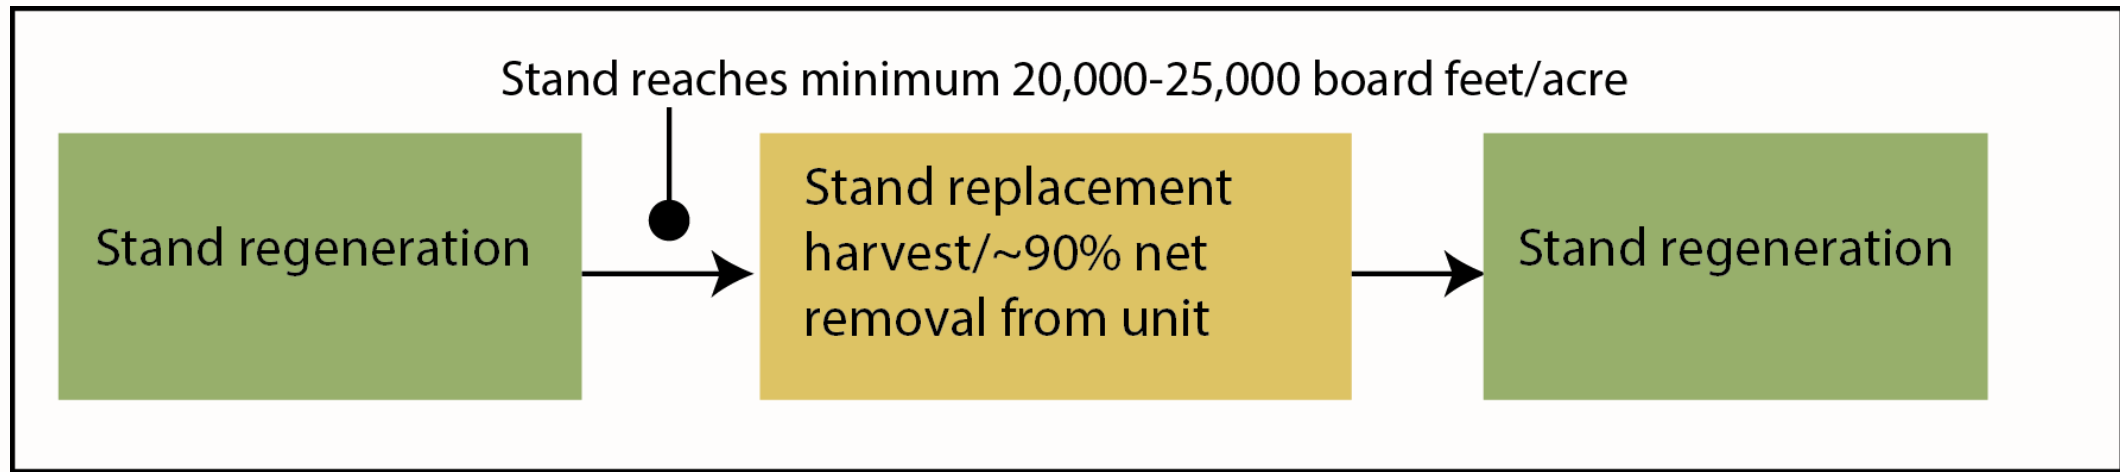 Stand reaches minimum 20,000-25,000 board feet/acre
Stand regeneration
Stand replacement
harvest/~90% net
removal from unit
Stand regeneration